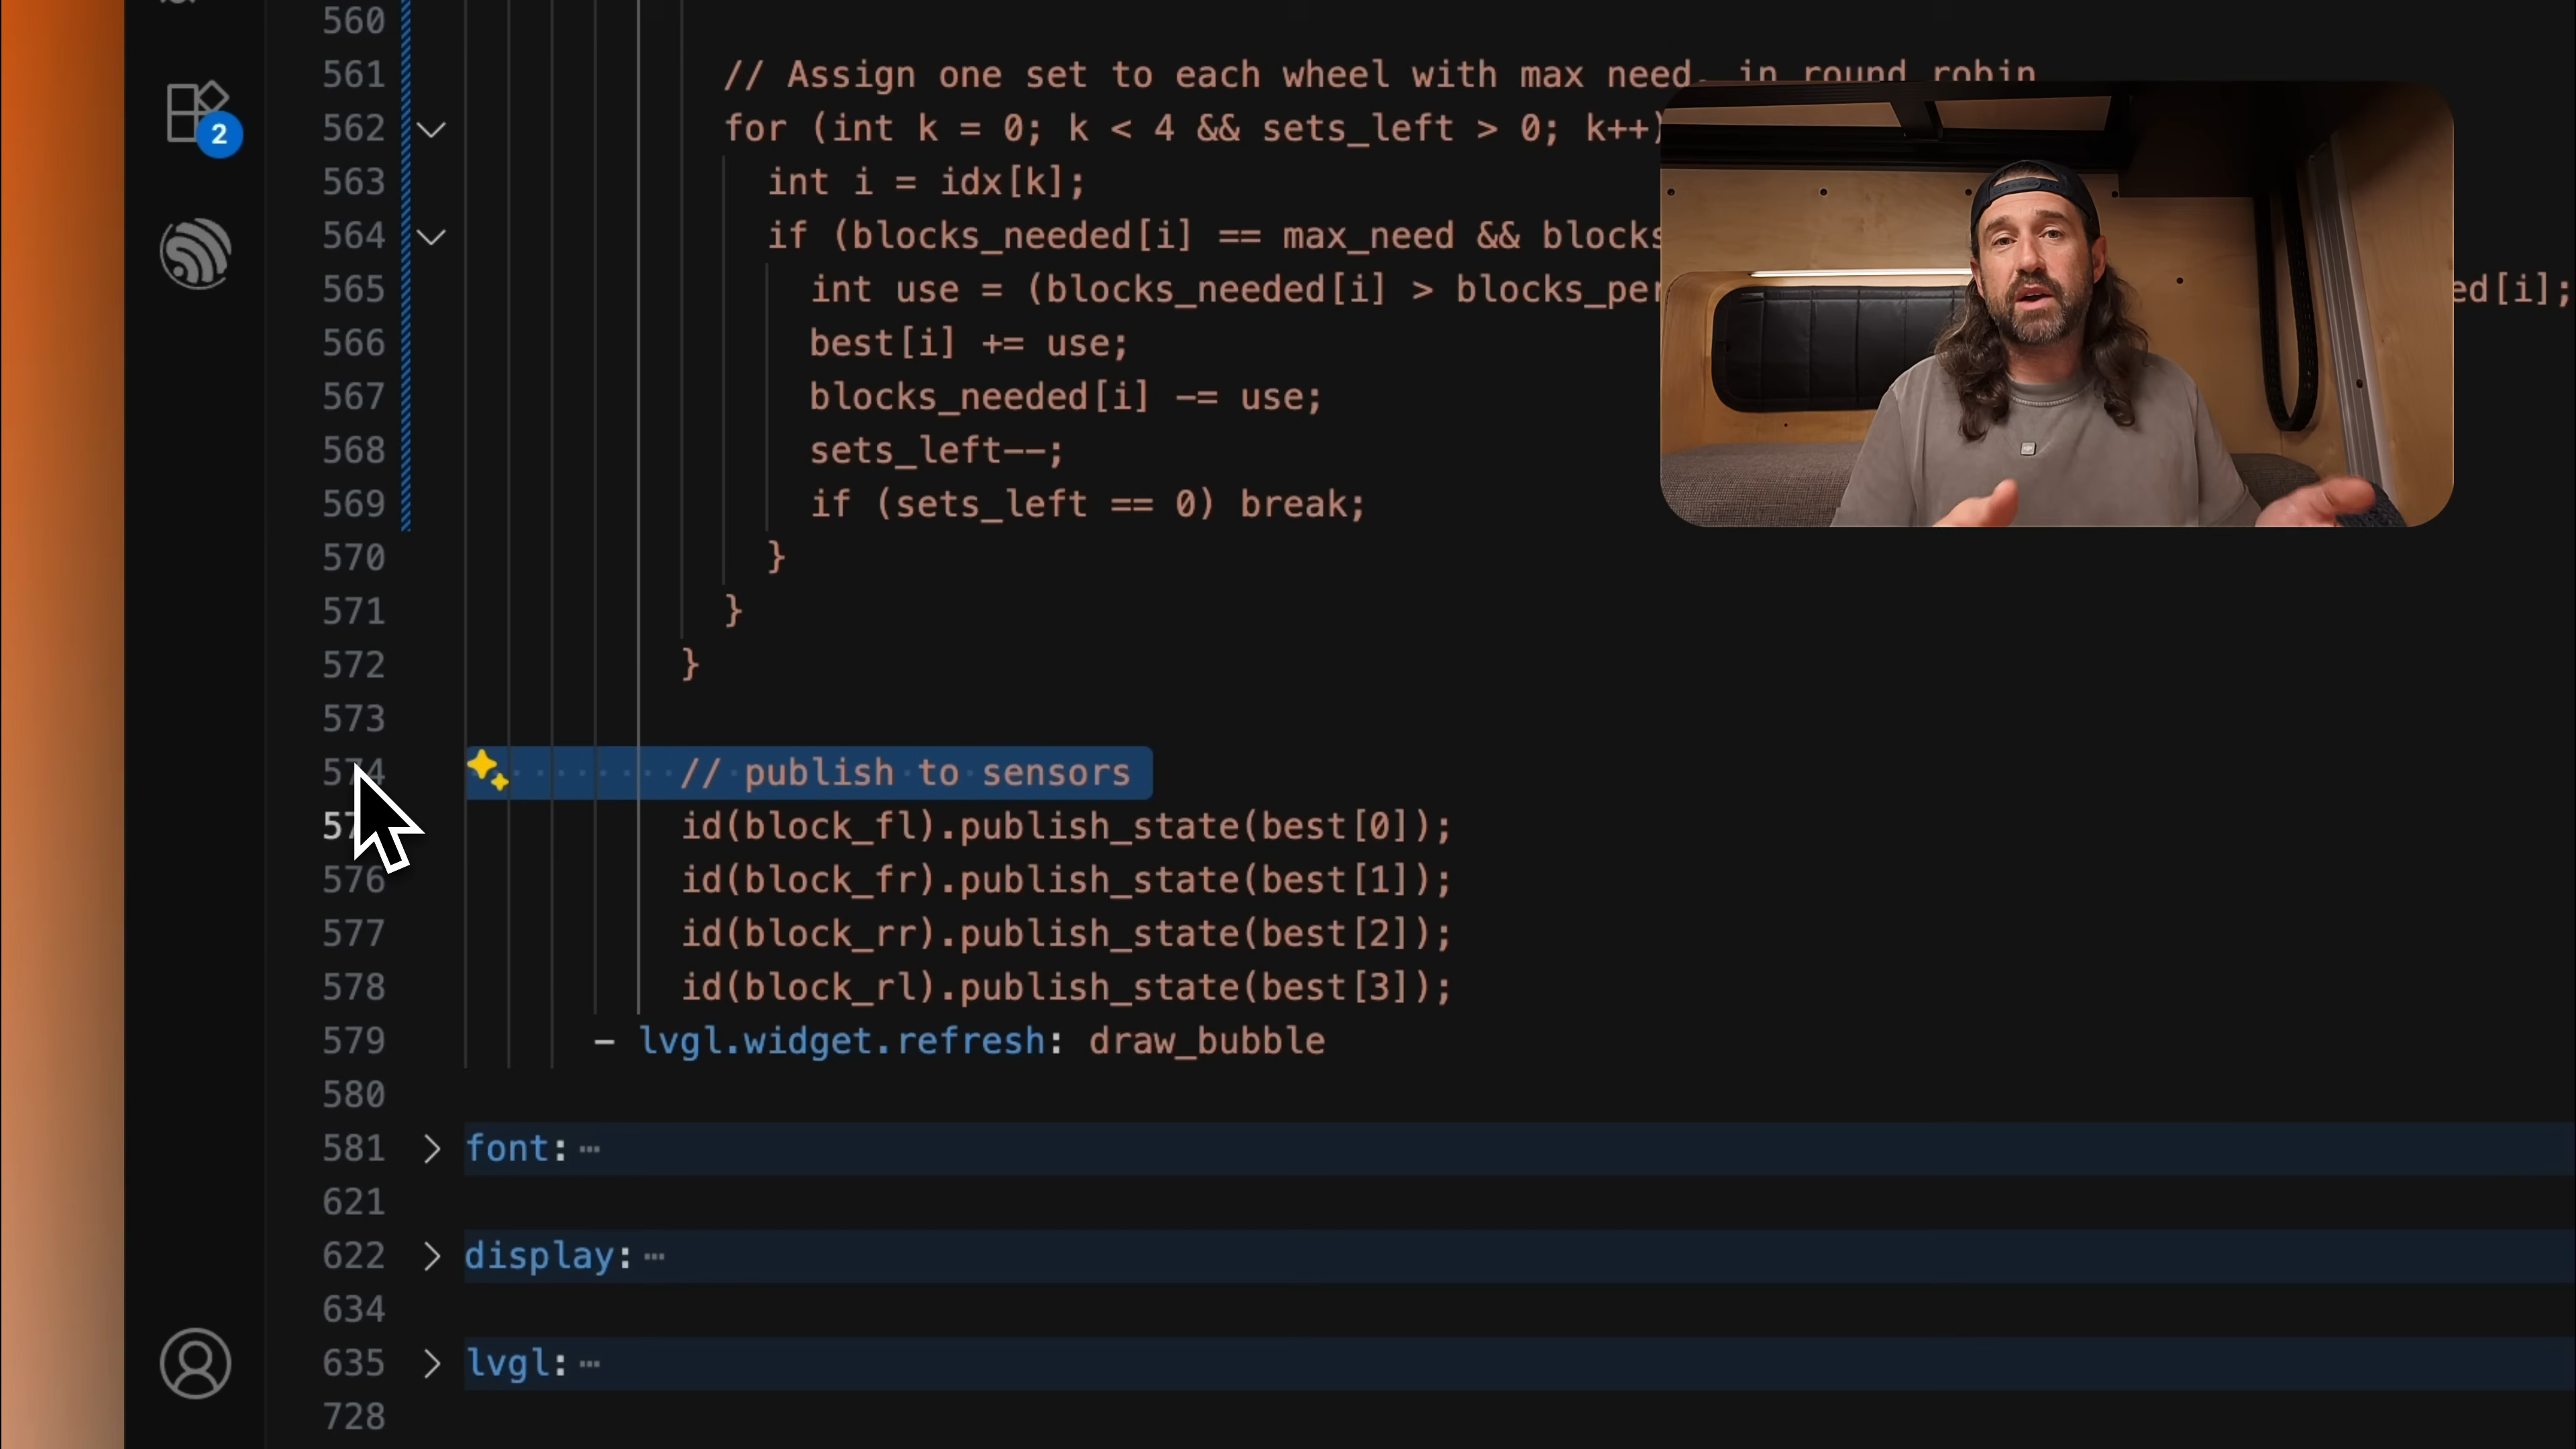 560
561 // Assign one set to each wheel with max need, in round robin
562 for (int k = 0; k < 4 && sets_left > 0; k++)
563 int i = idx[k];
564 if (blocks_needed[i] == max_need && blocks
565 int use = (blocks_needed[i] > blocks_per ed[i];
566 best[i] += use;
567 blocks_needed[i] -= use;
568 sets_left--;
569 if (sets_left == 0) break;
570 }
571 }
572 }
573
574 // publish to sensors
57 id(block_fl).publish_state(best[0]);
576 id(block_fr).publish_state(best[1]);
577 id(block_rr).publish_state(best[2]);
578 id(block_rl).publish_state(best[3]);
579 - lvgl.widget.refresh: draw_bubble
580
581 font: ...
621
622 display: ...
634
635 lvgl: ...
728
2